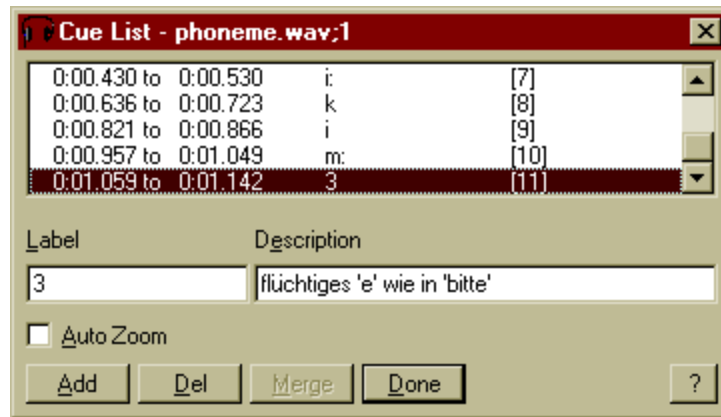 Cue List - phoneme.wav;1
0:00.430 to 0:00.530 i: [7]
0:00.636 to 0:00.723 k [8]
0:00.821 to 0:00.866 i [9]
0:00.957 to 0:01.049 m: [10]
0:01.059 to 0:01.142 3 [11]
Label Description
3 flüchtiges 'e' wie in 'bitte'
Auto Zoom
Add Del Merge Done ?